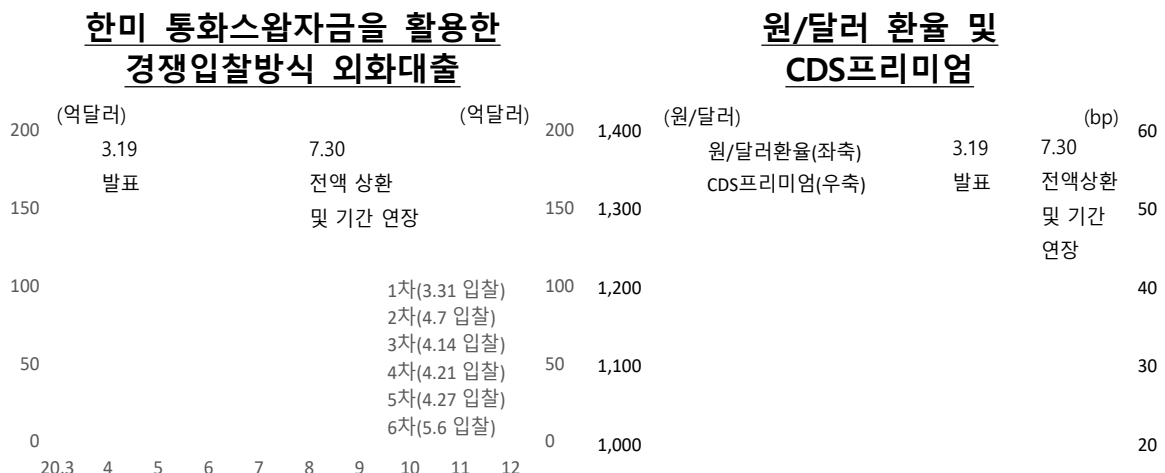 한미 통화스왑자금을 활용한
경쟁입찰방식 외화대출
(억달러)
(억달러)
200
200
3.19
7.30
발표
전액 상환
및 기간 연장
150
150
100
100
1차(3.31 입찰)
2차(4.7 입찰)
3차(4.14 입찰)
4차(4.21 입찰)
5차(4.27 입찰)
6차(5.6 입찰)
50
50
0
0
20.3 4 5 6 7 8 9 10 11 12
원/달러 환율 및
CDS프리미엄
(원/달러)
(bp)
1,400
60
원/달러환율(좌축)
CDS프리미엄(우축)
3.19
발표
7.30
전액상환
및 기간
연장
1,300
50
1,200
40
1,100
30
1,000
20